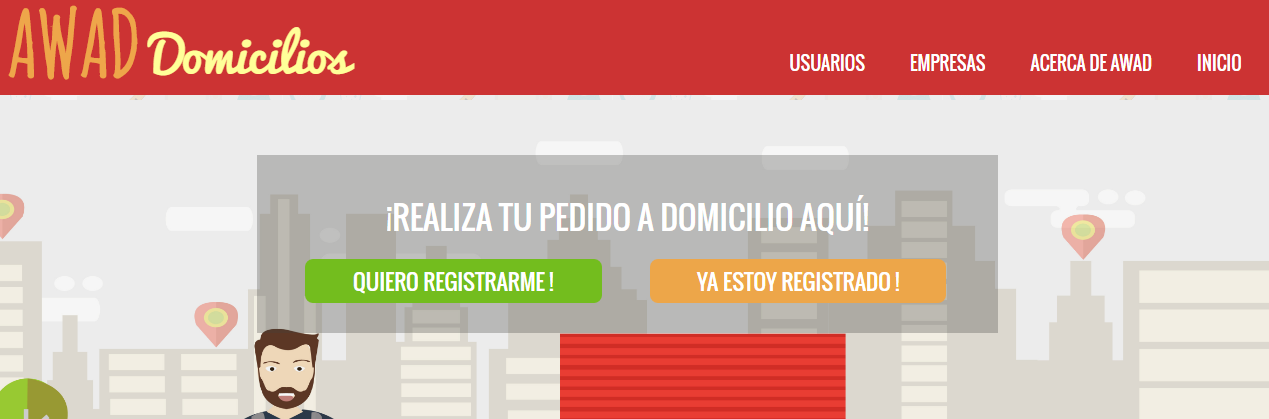 AWAD Domicilios
USUARIOS EMPRESAS ACERCA DE AWAD INICIO
¡REALIZA TU PEDIDO A DOMICILIO AQUÍ!
QUIERO REGISTRARME ! YA ESTOY REGISTRADO !